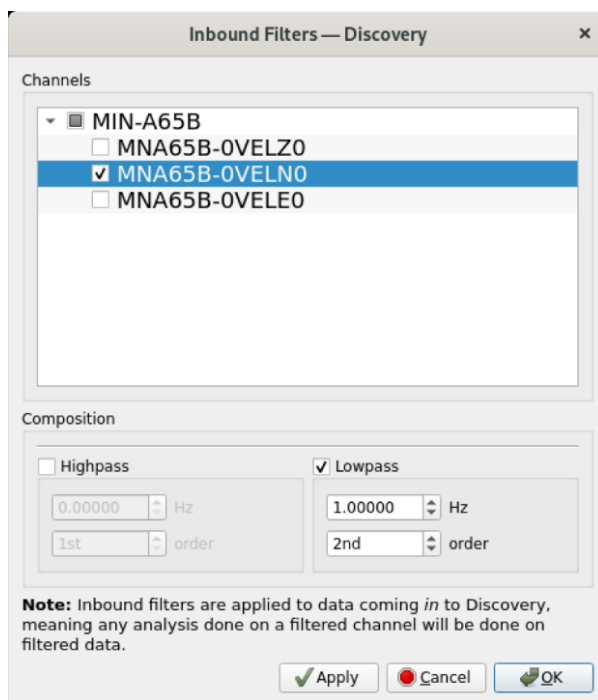 Inbound Filters — Discovery
Channels
MIN-A65B
MNA65B-0VELZ0
MNA65B-0VELN0
MNA65B-0VELE0
Composition
Highpass
0.00000 Hz
1st order
Lowpass
1.00000 Hz
2nd order
Note: Inbound filters are applied to data coming in to Discovery,
meaning any analysis done on a filtered channel will be done on
filtered data.
Apply Cancel OK